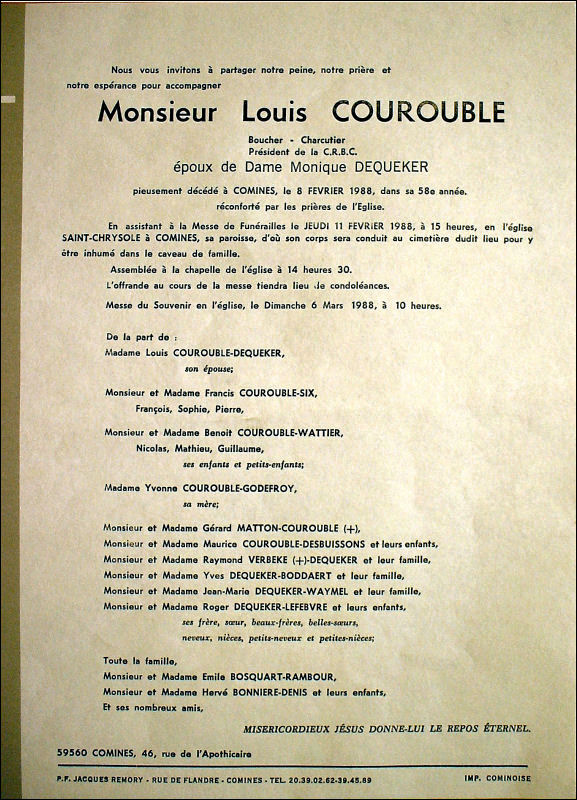 Nous vous invitons à partager notre peine, notre prière et
notre espérance pour accompagner
Monsieur Louis COUROUBLE
Boucher - Charcutier
Président de la C.R.B.C.
époux de Dame Monique DEQUEKER
pieusement décédé à COMINES, le 8 FEVRIER 1988, dans sa 58e année.
réconforté par les prières de l'Eglise.
En assistant à la Messe de Funérailles le JEUDI 11 FEVRIER 1988, à 15 heures, en l'église
SAINT-CHRYSOLE à COMINES, sa paroisse, d'où son corps sera conduit au cimetière dudit lieu pour y
être inhumé dans le caveau de famille.
Assemblée à la chapelle de l'église à 14 heures 30.
L'offrande au cours de la messe tiendra lieu de condoléances.
Messe du Souvenir en l'église, le Dimanche 6 Mars 1988, à 10 heures.
De la part de :
Madame Louis COUROUBLE-DEQUEKER,
son épouse;
Monsieur et Madame Francis COUROUBLE-SIX,
François, Sophie, Pierre,
Monsieur et Madame Benoit COUROUBLE-WATTIER,
Nicolas, Mathieu, Guillaume,
ses enfants et petits-enfants;
Madame Yvonne COUROUBLE-GODEFROY,
sa mère;
Monsieur et Madame Gérard MATTON-COUROUBLE (+),
Monsieur et Madame Maurice COUROUBLE-DESBUISSONS et leurs enfants,
Monsieur et Madame Raymond VERBEKE (+)-DEQUEKER et leur famille,
Monsieur et Madame Yves DEQUEKER-BODDAERT et leur famille,
Monsieur et Madame Jean-Marie DEQUEKER-WAYMEL et leur famille,
Monsieur et Madame Roger DEQUEKER-LEFEBVRE et leurs enfants,
ses frère, sœur, beaux-frères, belles-sœurs,
neveux, nièces, petits-neveux et petites-nièces;
Toute la famille,
Monsieur et Madame Emile BOSQUART-RAMBOUR,
Monsieur et Madame Hervé BONNIERE-DENIS et leurs enfants,
Et ses nombreux amis,
MISERICORDIEUX JÉSUS DONNE-LUI LE REPOS ÉTERNEL.
59560 COMINES, 46, rue de l'Apothicaire
P.F. JACQUES REMORY - RUE DE FLANDRE - COMINES - TEL. 20.39.02.62-39.45.89 IMP. COMINOISE